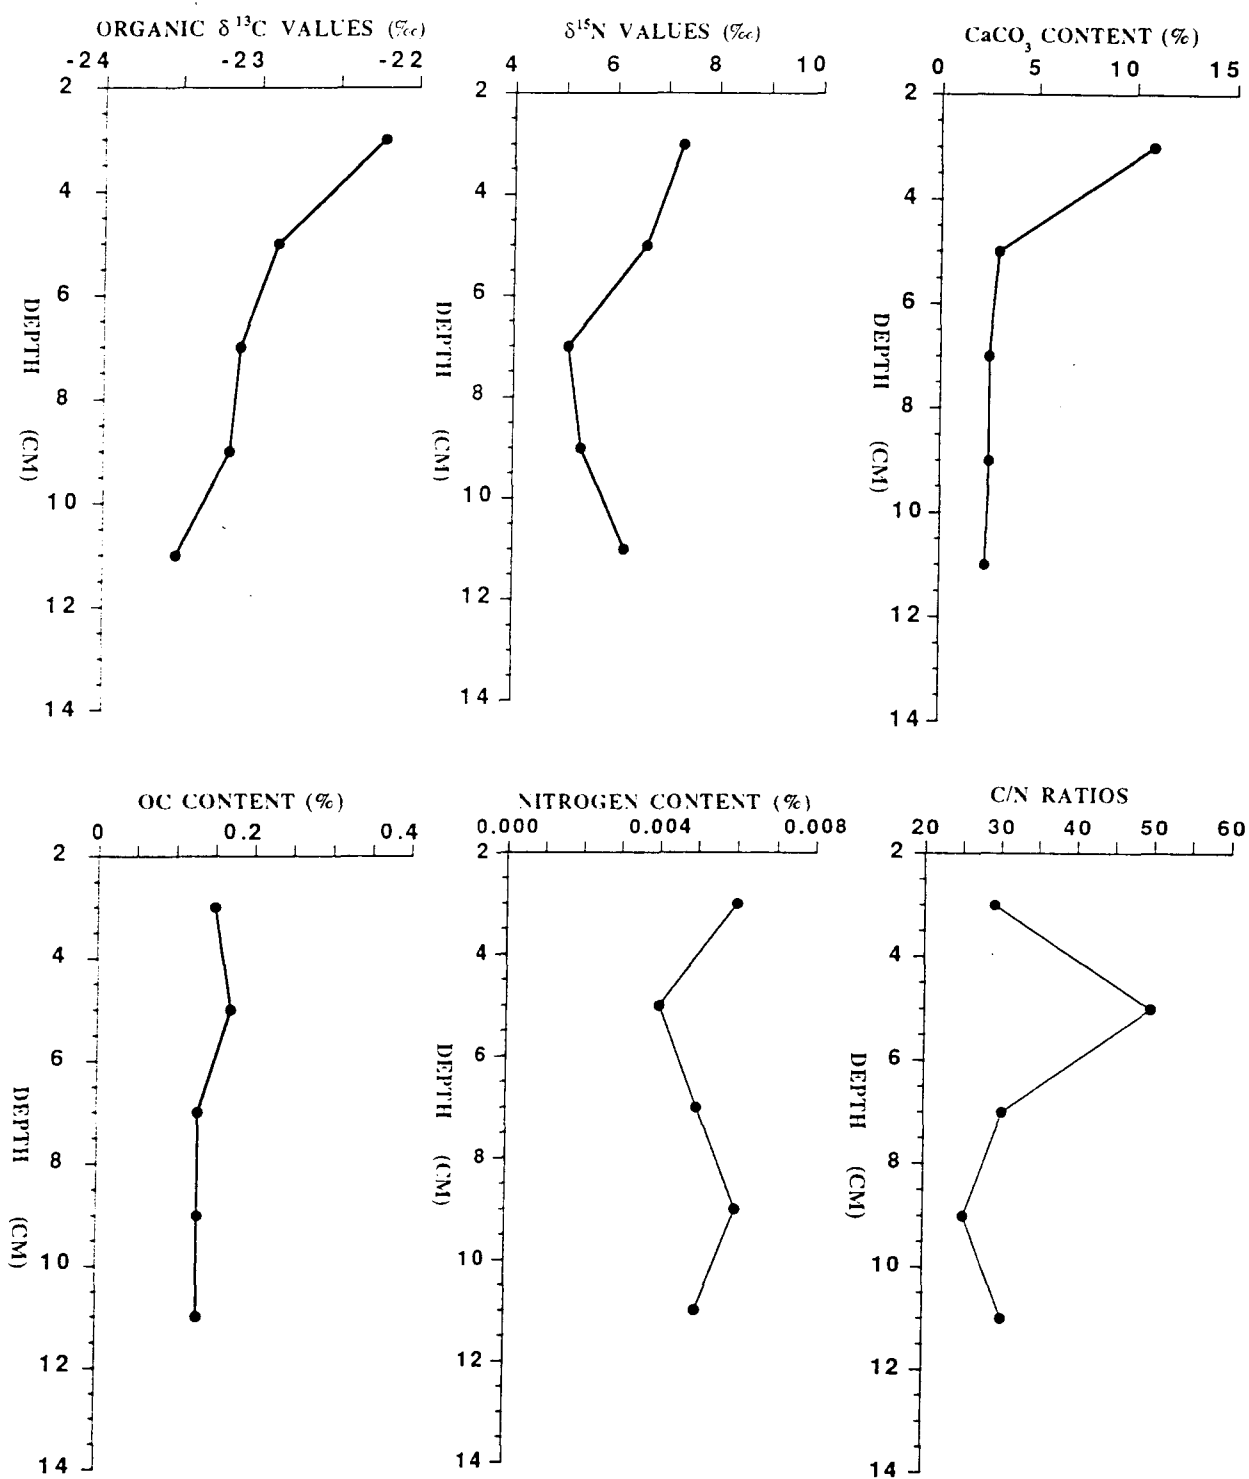 ORGANIC δ¹³C VALUES (‰)
-24 -23 -22
2
4
6
8
10
12
14
DEPTH (CM)
δ¹⁵N VALUES (‰)
4 6 8 10
2
4
6
8
10
12
14
DEPTH (CM)
CaCO₃ CONTENT (%)
0 5 10 15
2
4
6
8
10
12
14
DEPTH (CM)
OC CONTENT (%)
0 0.2 0.4
2
4
6
8
10
12
14
DEPTH (CM)
NITROGEN CONTENT (%)
0.000 0.004 0.008
2
4
6
8
10
12
14
DEPTH (CM)
C/N RATIOS
20 30 40 50 60
2
4
6
8
10
12
14
DEPTH (CM)